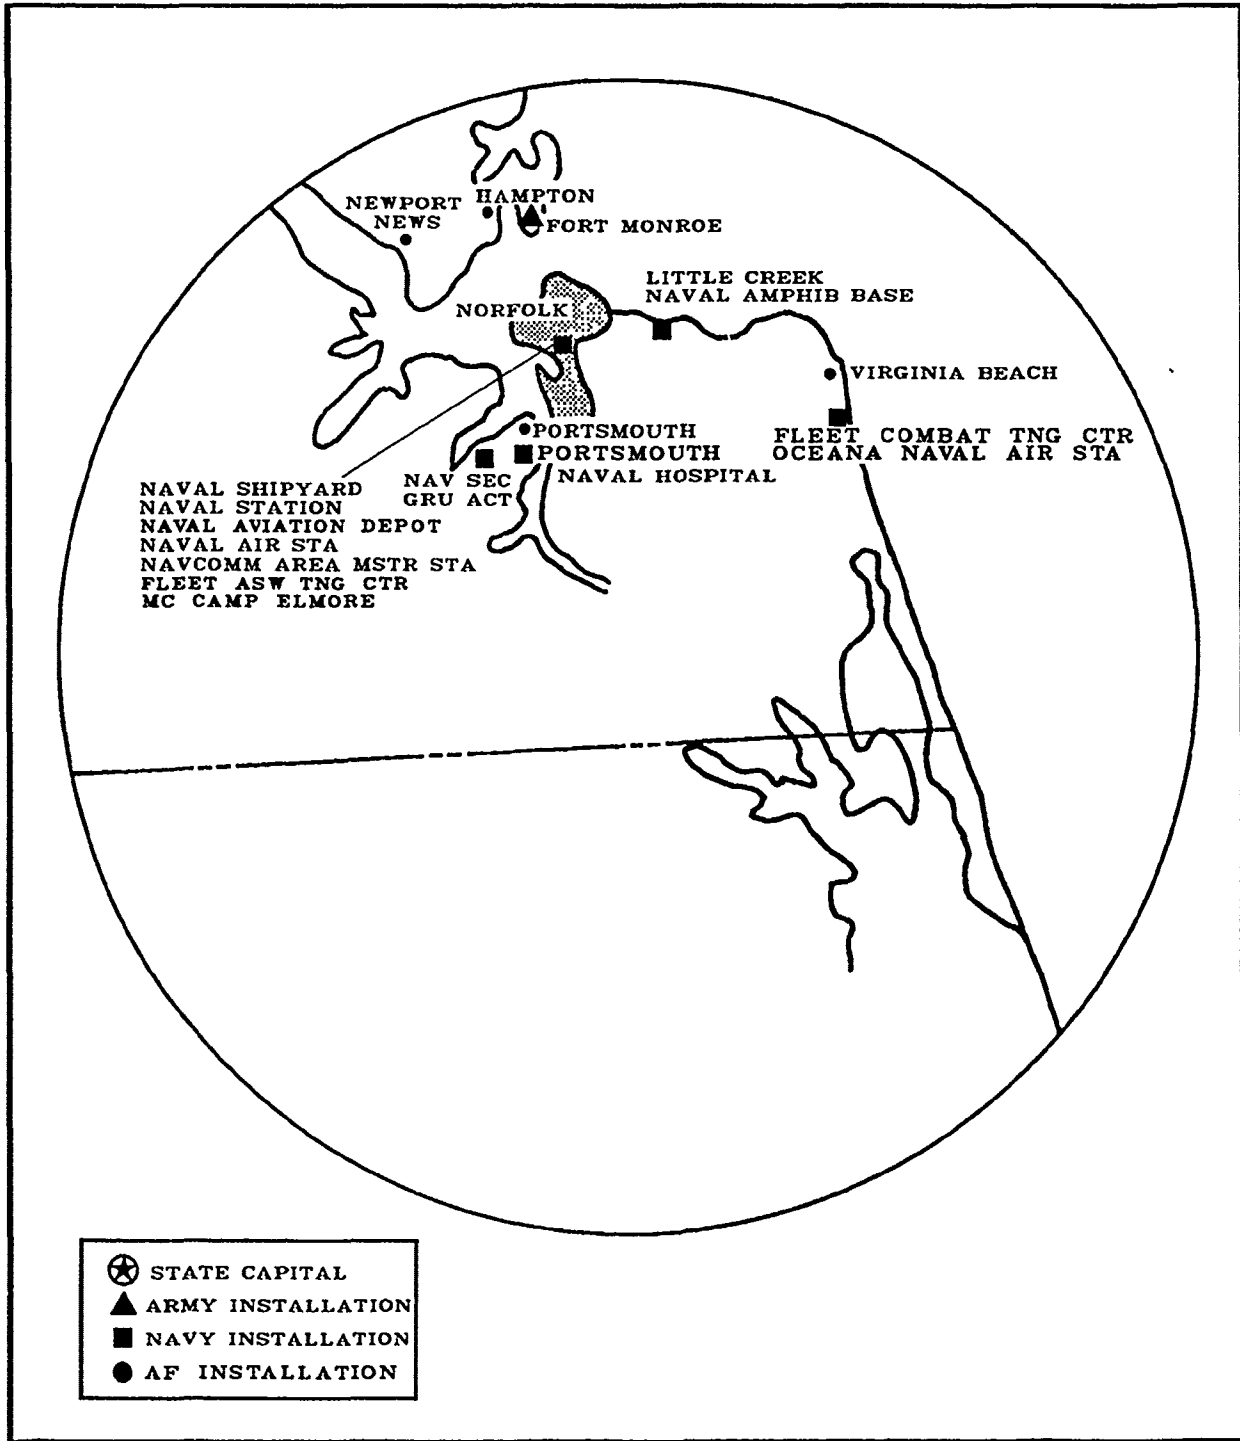 HAMPTON
NEWPORT
NEWS
FORT MONROE
LITTLE CREEK
NAVAL AMPHIB BASE
NORFOLK
VIRGINIA BEACH
PORTSMOUTH
FLEET COMBAT TNG CTR
OCEANA NAVAL AIR STA
PORTSMOUTH
NAVAL HOSPITAL
NAV SEC
GRU ACT
NAVAL SHIPYARD
NAVAL STATION
NAVAL AVIATION DEPOT
NAVAL AIR STA
NAVCOMM AREA MSTR STA
FLEET ASW TNG CTR
MC CAMP ELMORE
STATE CAPITAL
ARMY INSTALLATION
NAVY INSTALLATION
AF INSTALLATION